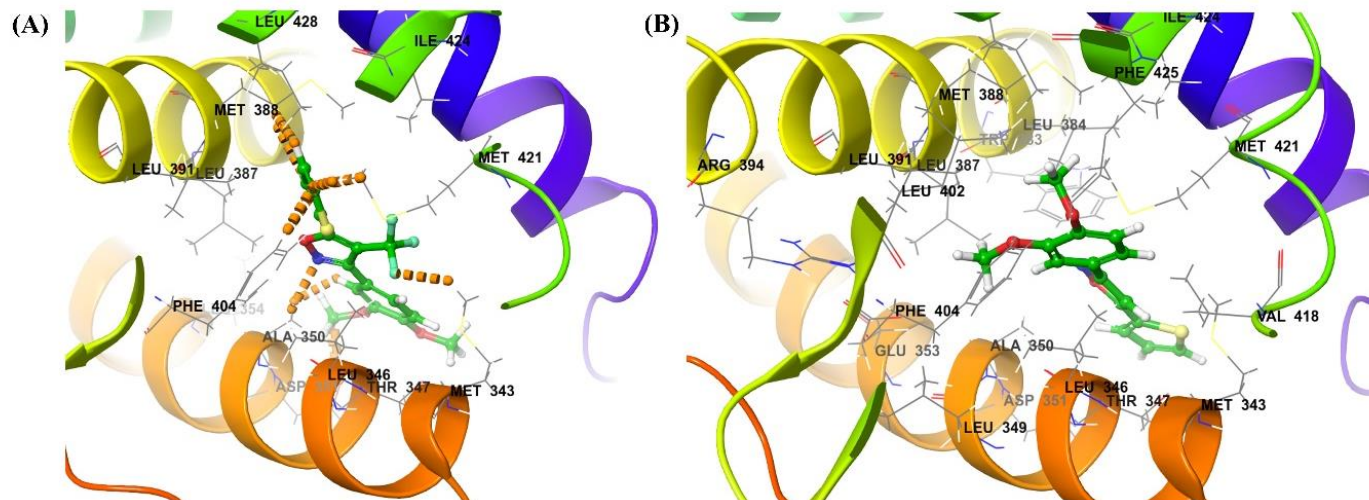 (A)
LEU 428
ILE 424
MET 388
LEU 391
LEU 387
MET 421
PHE 404
354
ALA 350
LEU 346
ASP
THR 347
MET 343
(B)
ILE 424
PHE 425
MET 388
LEU 384
MET 421
ARG 394
LEU 391
LEU 387
LEU 402
PHE 404
VAL 418
GLU 353
ALA 350
LEU 346
ASP 351
THR 347
MET 343
LEU 349